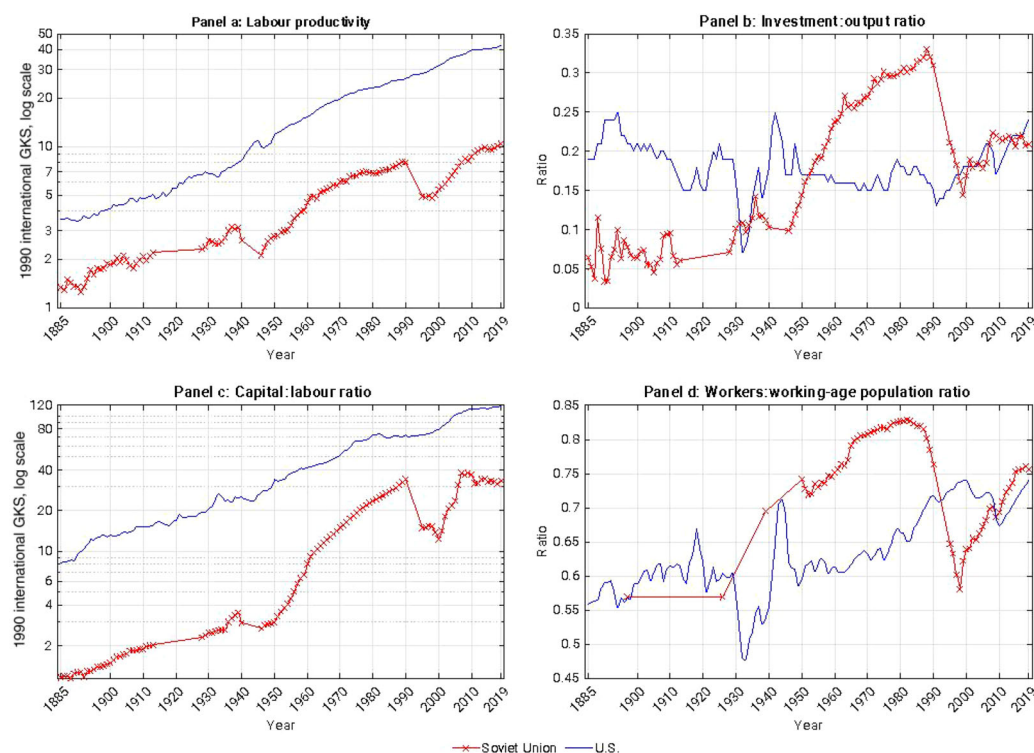 Panel a: Labour productivity
50
40
30
20
10
7
5
3
2
1
1990 international GKS, log scale
1885 1900 1910 1920 1930 1940 1950 1960 1970 1980 1990 2000 2010 2019
Year
Panel b: Investment:output ratio
0.35
0.3
0.25
0.2
0.15
0.1
0.05
0
Ratio
1885 1900 1910 1920 1930 1940 1950 1960 1970 1980 1990 2000 2010 2019
Year
Panel c: Capital:labour ratio
120
80
40
20
10
6
4
2
1990 international GKS, log scale
1885 1900 1910 1920 1930 1940 1950 1960 1970 1980 1990 2000 2010 2019
Year
Panel d: Workers:working-age population ratio
0.85
0.8
0.75
0.7
0.65
0.6
0.55
0.5
0.45
Ratio
1885 1900 1910 1920 1930 1940 1950 1960 1970 1980 1990 2000 2010 2019
Year
Soviet Union U.S.